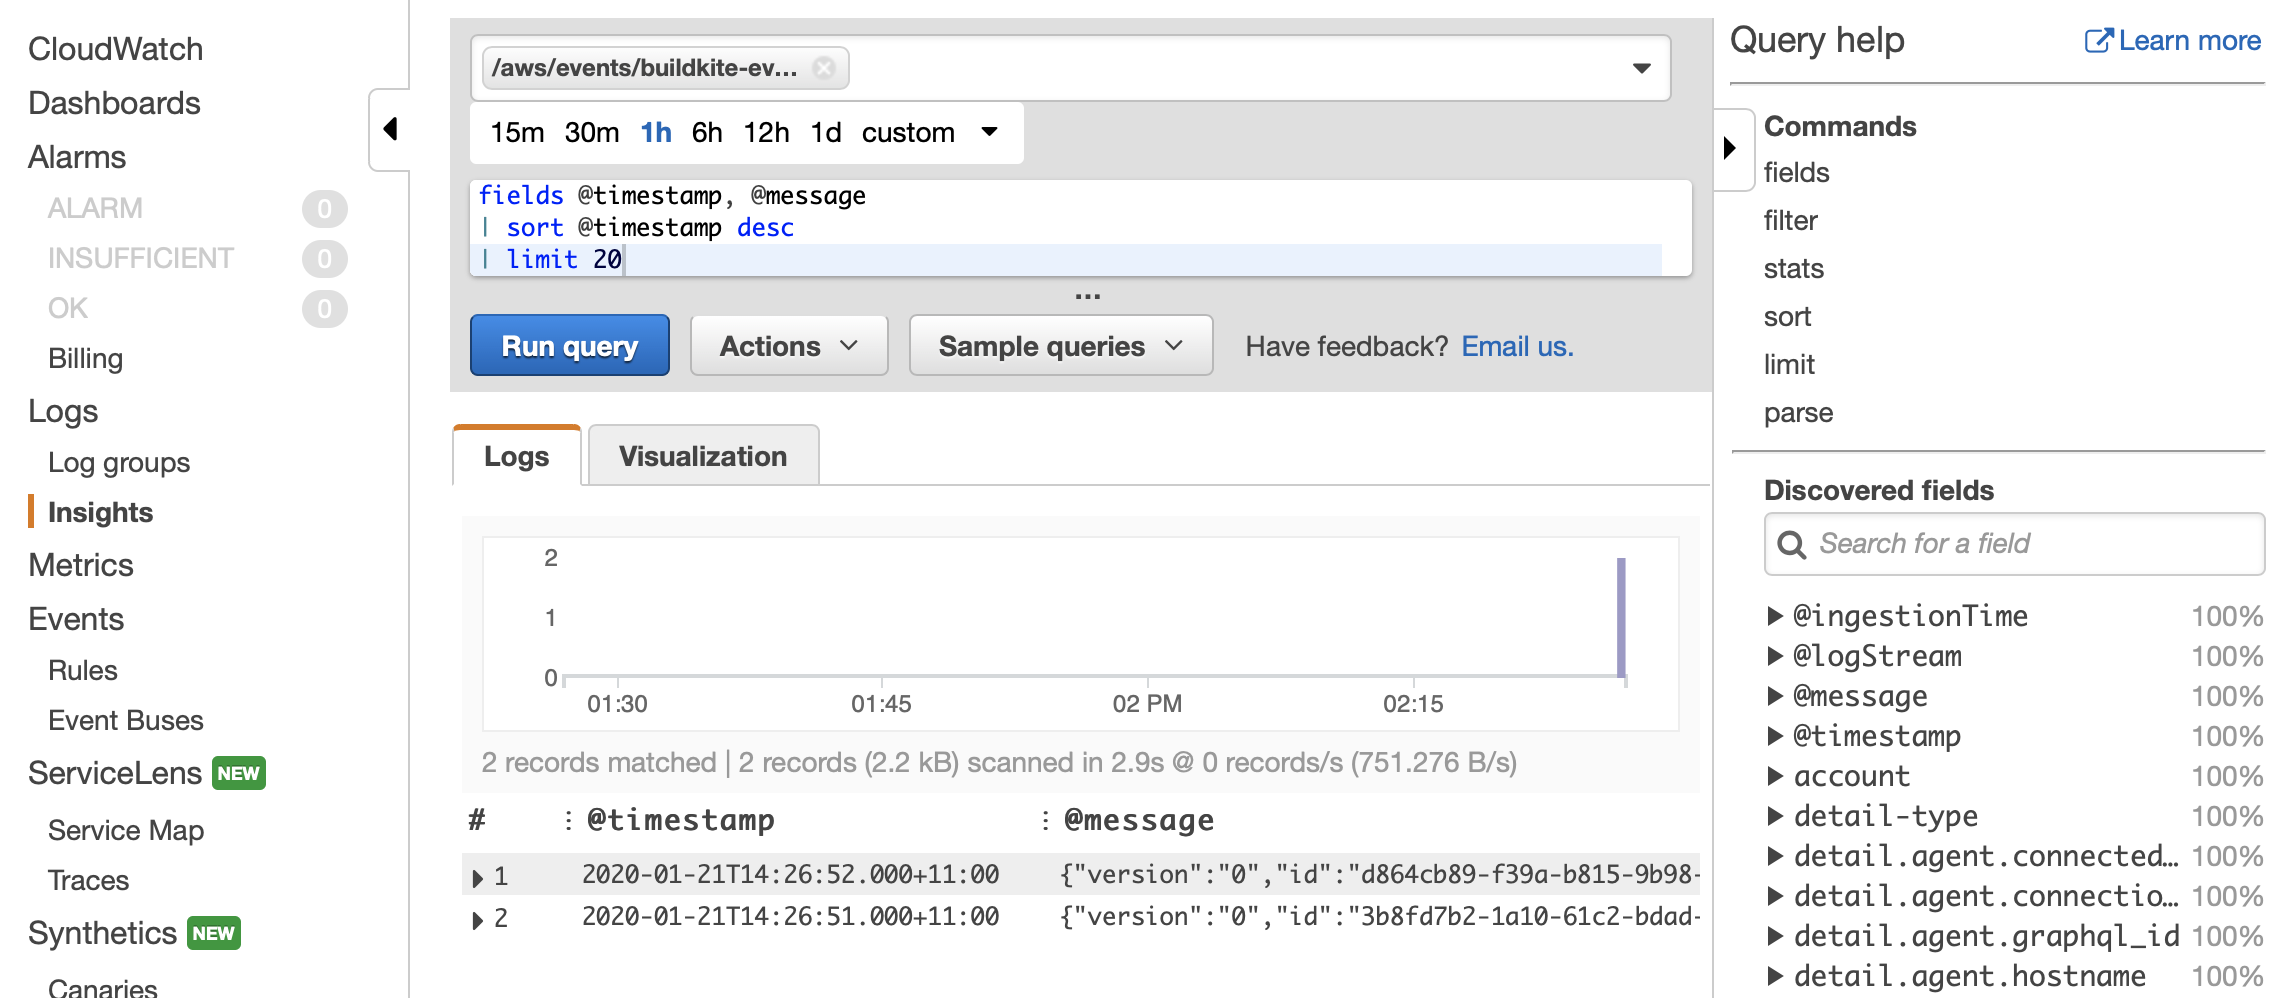 CloudWatch
Dashboards
Alarms
ALARM 0
INSUFFICIENT 0
OK 0
Billing
Logs
Log groups
Insights
Metrics
Events
Rules
Event Buses
ServiceLens NEW
Service Map
Traces
Synthetics NEW
Canaries
/aws/events/buildkite-ev...
15m 30m 1h 6h 12h 1d custom
fields @timestamp, @message
| sort @timestamp desc
| limit 20
...
Run query Actions Sample queries Have feedback? Email us.
Logs Visualization
2
1
0
01:30 01:45 02 PM 02:15
2 records matched | 2 records (2.2 kB) scanned in 2.9s @ 0 records/s (751.276 B/s)
# @timestamp @message
1 2020-01-21T14:26:52.000+11:00 {"version":"0","id":"d864cb89-f39a-b815-9b98-
2 2020-01-21T14:26:51.000+11:00 {"version":"0","id":"3b8fd7b2-1a10-61c2-bdad-
Query help Learn more
Commands
fields
filter
stats
sort
limit
parse
Discovered fields
Search for a field
@ingestionTime 100%
@logStream 100%
@message 100%
@timestamp 100%
account 100%
detail-type 100%
detail.agent.connected... 100%
detail.agent.connectio... 100%
detail.agent.graphql_id 100%
detail.agent.hostname 100%